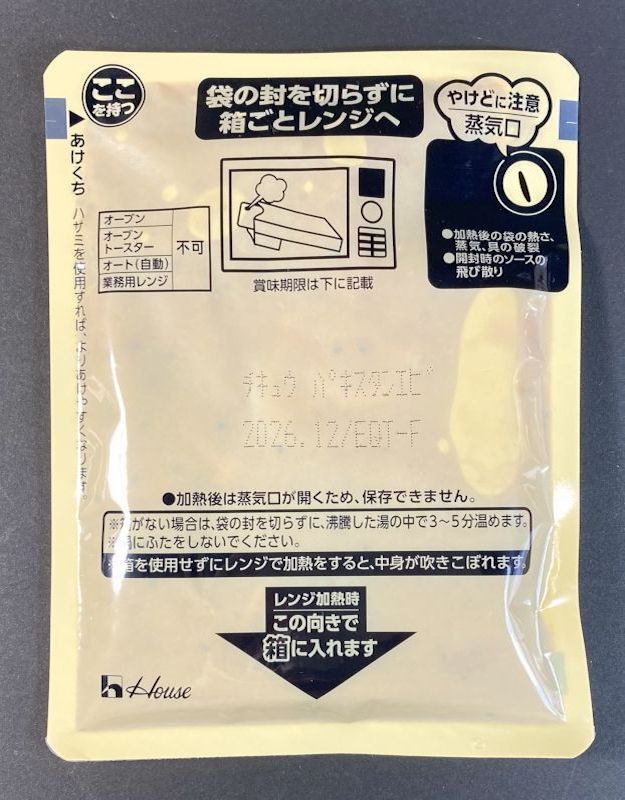 ここ
を持つ
袋の封を切らずに
箱ごとレンジへ
やけどに注意
蒸気口
▶あけくち ハサミを使用すれば、よりあけやすくなります。
オーブン
オーブン
トースター
オート(自動)
業務用レンジ
不可
●加熱後の袋の熱さ、
蒸気、具の破裂
●開封時のソースの
飛び散り
賞味期限は下に記載
チキュウ パキスタンエビ
2026.12/EQT-F
●加熱後は蒸気口が開くため、保存できません。
※箱がない場合は、袋の封を切らずに、沸騰した湯の中で3〜5分温めます。
※鍋にふたをしないでください。
※箱を使用せずにレンジで加熱をすると、中身が吹きこぼれます。
レンジ加熱時
この向きで
箱に入れます
House